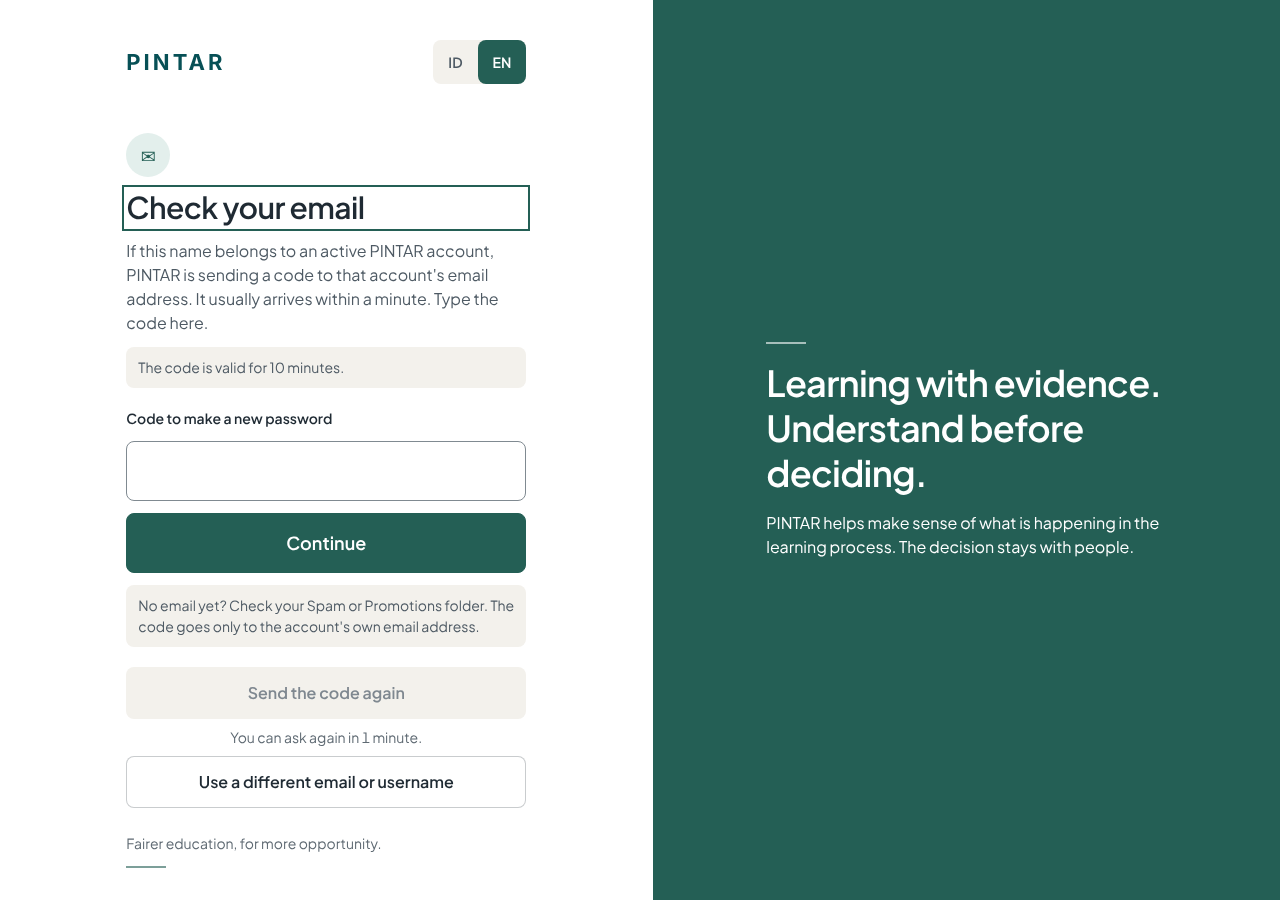 PINTAR
ID
EN
Check your email
If this name belongs to an active PINTAR account,
PINTAR is sending a code to that account's email
address. It usually arrives within a minute. Type the
code here.
The code is valid for 10 minutes.
Code to make a new password
Continue
No email yet? Check your Spam or Promotions folder. The
code goes only to the account's own email address.
Send the code again
You can ask again in 1 minute.
Use a different email or username
Fairer education, for more opportunity.
Learning with evidence.
Understand before
deciding.
PINTAR helps make sense of what is happening in the
learning process. The decision stays with people.